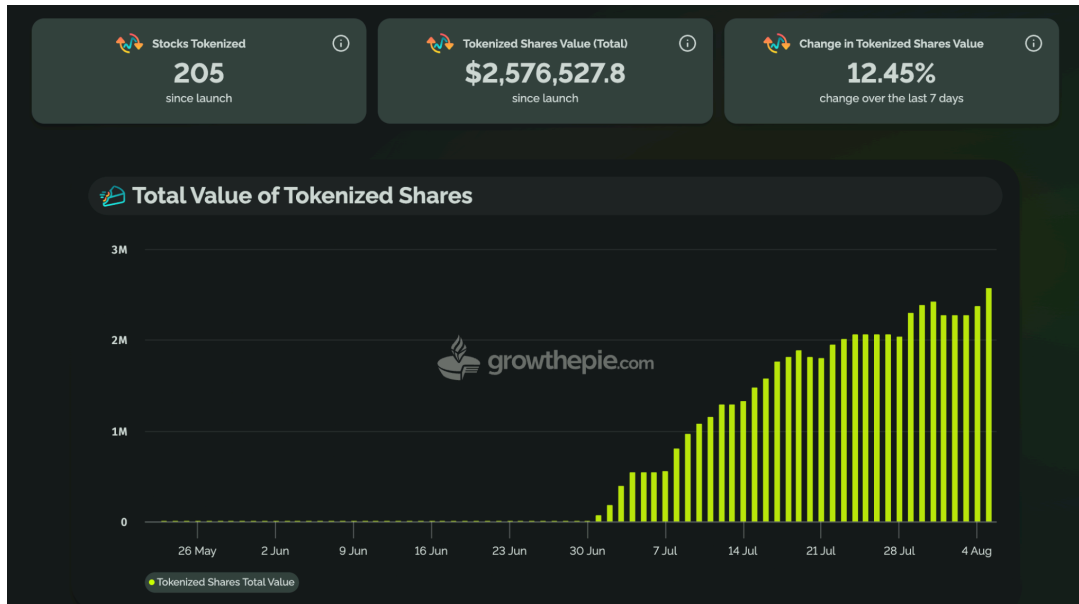 Stocks Tokenized
205
since launch
Tokenized Shares Value (Total)
$2,576,527.8
since launch
Change in Tokenized Shares Value
12.45%
change over the last 7 days
Total Value of Tokenized Shares
3M
2M
1M
0
growthepie.com
26 May 2 Jun 9 Jun 16 Jun 23 Jun 30 Jun 7 Jul 14 Jul 21 Jul 28 Jul 4 Aug
Tokenized Shares Total Value